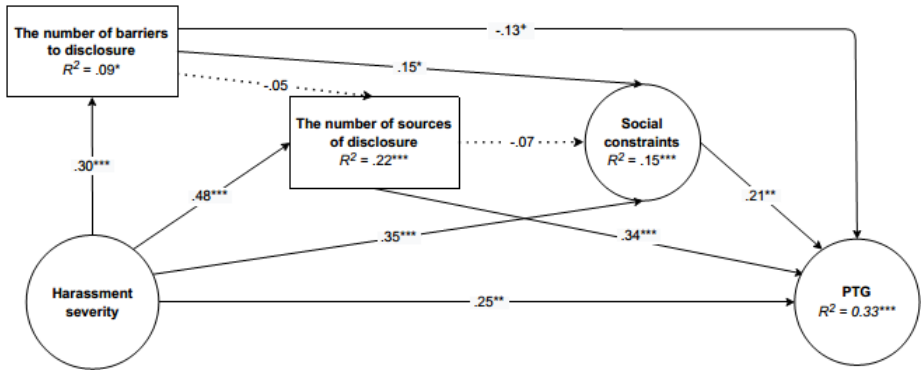 The number of barriers
to disclosure
R² = .09*
-.13*
.15*
-.05
The number of sources
of disclosure
R² = .22***
-.07
Social
constraints
R² = .15***
.30***
.48***
.21**
.35***
.34***
Harassment
severity
.25**
PTG
R² = 0.33***